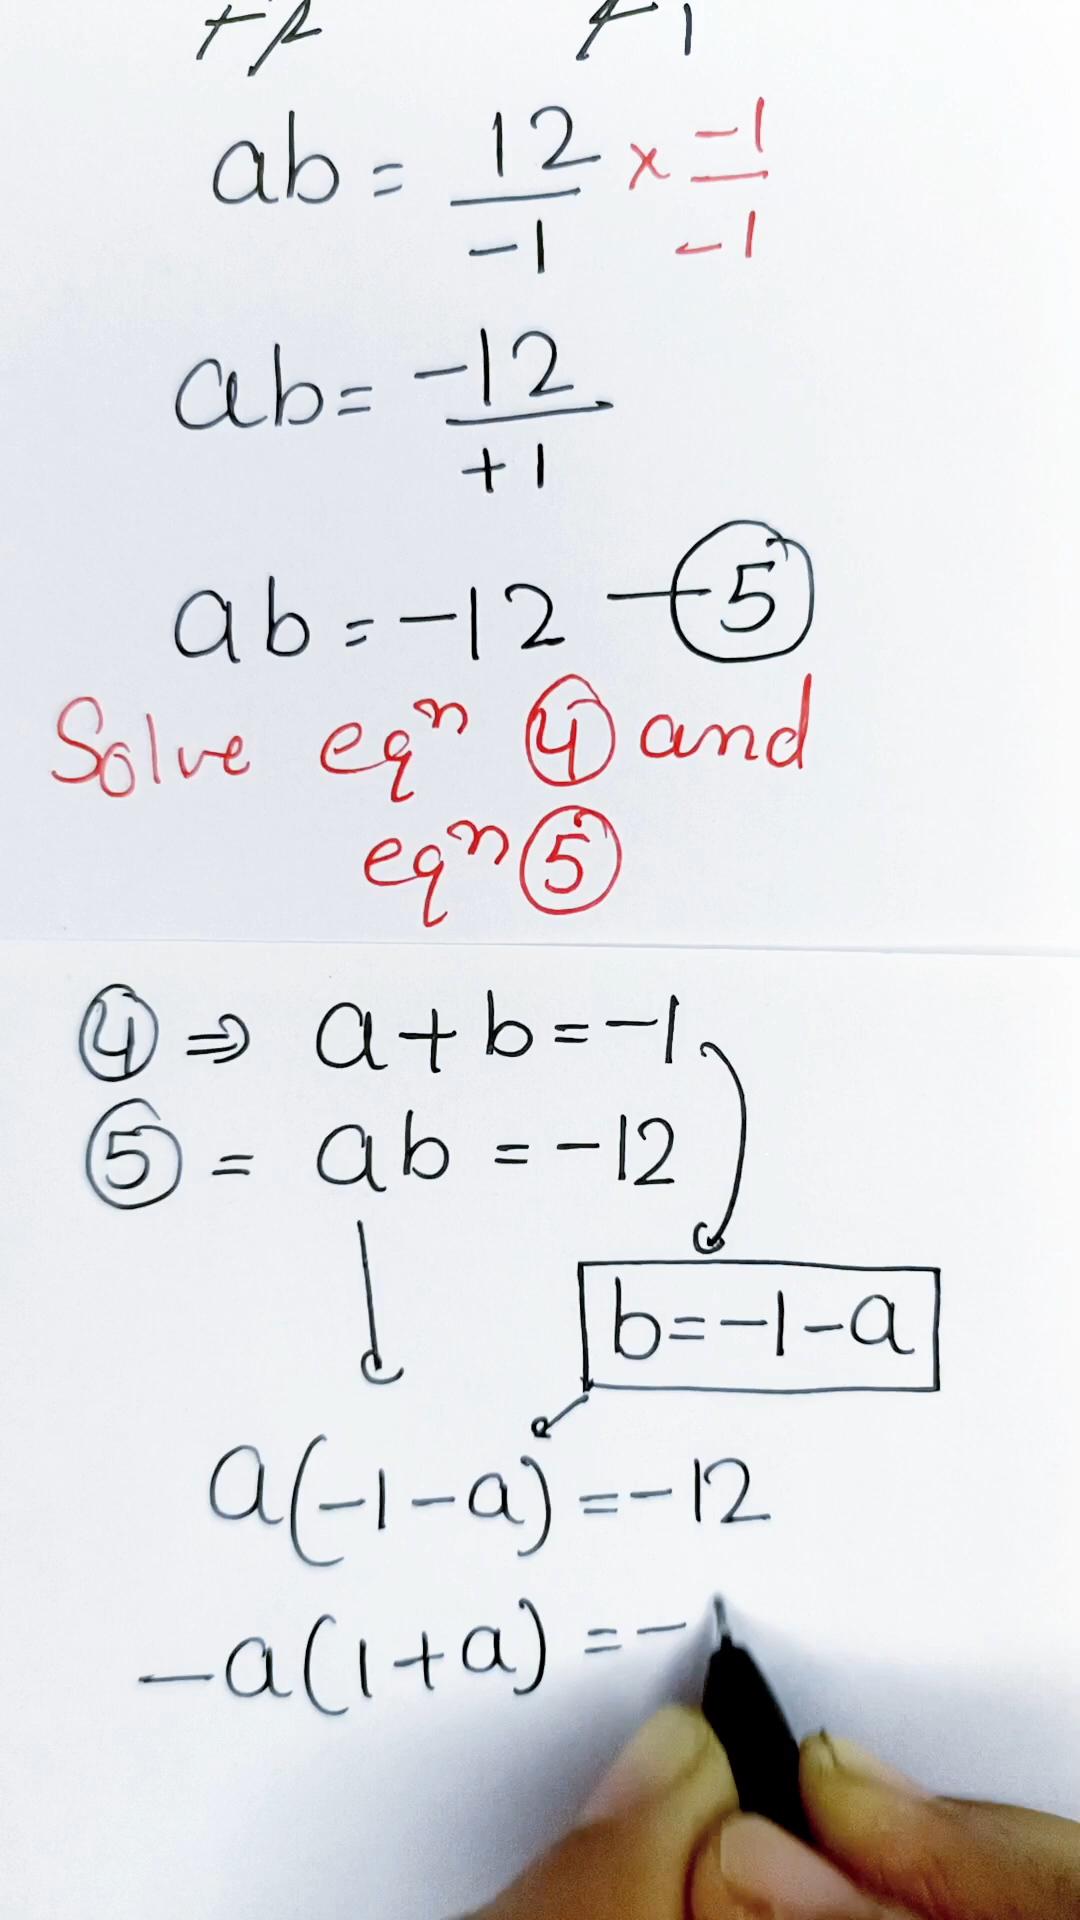 ab = 12/-1 × -1/-1
ab = -12/+1
ab = -12 — 5
Solve eqⁿ 4 and
eqⁿ 5
4 ⇒ a + b = -1
5 = ab = -12
b = -1 - a
a(-1 - a) = -12
-a(1 + a) = -